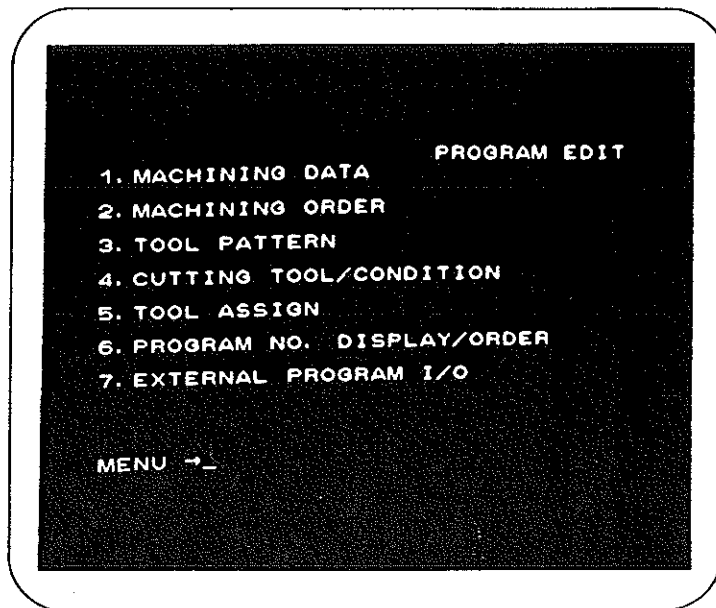 PROGRAM EDIT
1. MACHINING DATA
2. MACHINING ORDER
3. TOOL PATTERN
4. CUTTING TOOL/CONDITION
5. TOOL ASSIGN
6. PROGRAM NO. DISPLAY/ORDER
7. EXTERNAL PROGRAM I/O
MENU →_